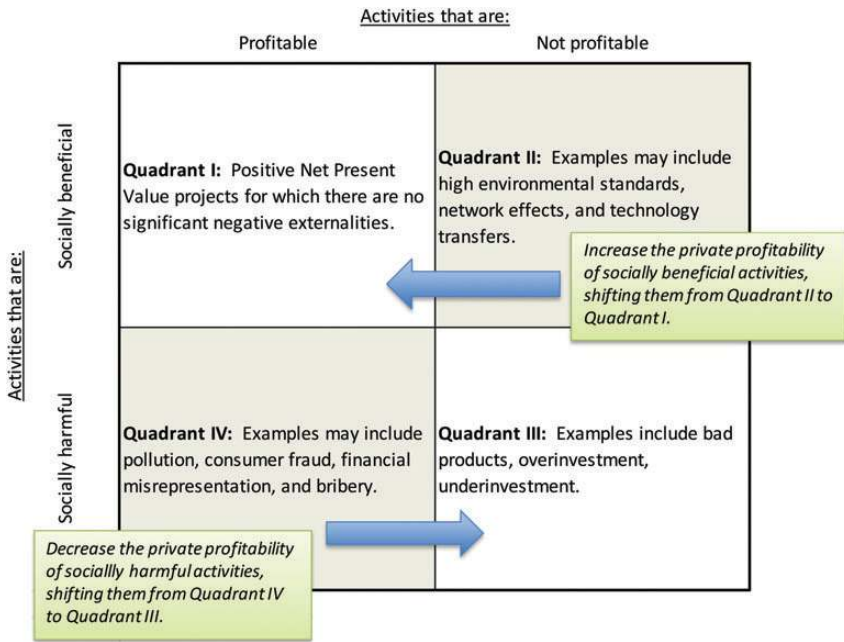 Activities that are:
Profitable
Not profitable
Activities that are:
Socially beneficial
Quadrant I: Positive Net Present
Value projects for which there are no
significant negative externalities.
Quadrant II: Examples may include
high environmental standards,
network effects, and technology
transfers.
Increase the private profitability
of socially beneficial activities,
shifting them from Quadrant II to
Quadrant I.
Socially harmful
Quadrant IV: Examples may include
pollution, consumer fraud, financial
misrepresentation, and bribery.
Quadrant III: Examples include bad
products, overinvestment,
underinvestment.
Decrease the private profitability
of sociallly harmful activities,
shifting them from Quadrant IV
to Quadrant III.